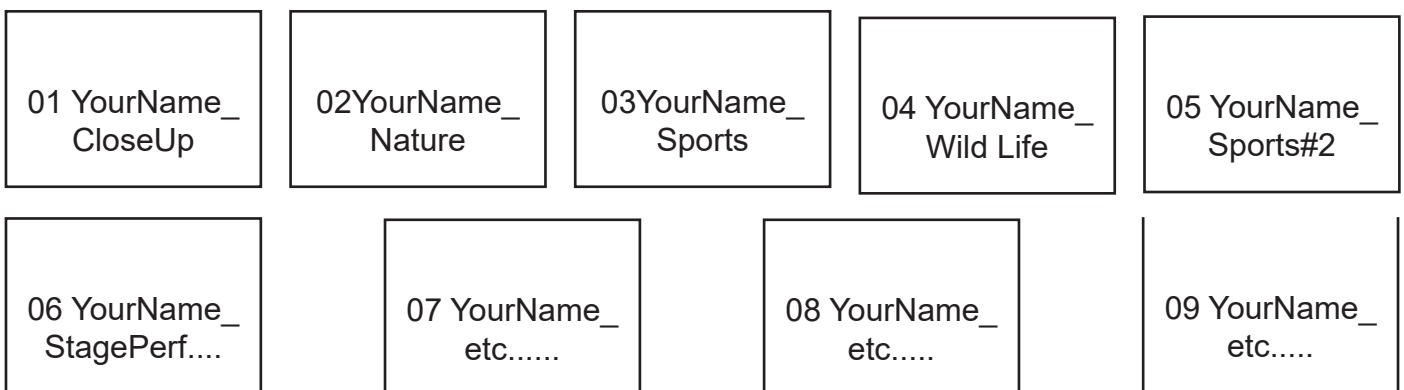 01 YourName_
CloseUp
02YourName_
Nature
03YourName_
Sports
04 YourName_
Wild Life
05 YourName_
Sports#2
06 YourName_
StagePerf....
07 YourName_
etc......
08 YourName_
etc.....
09 YourName_
etc.....